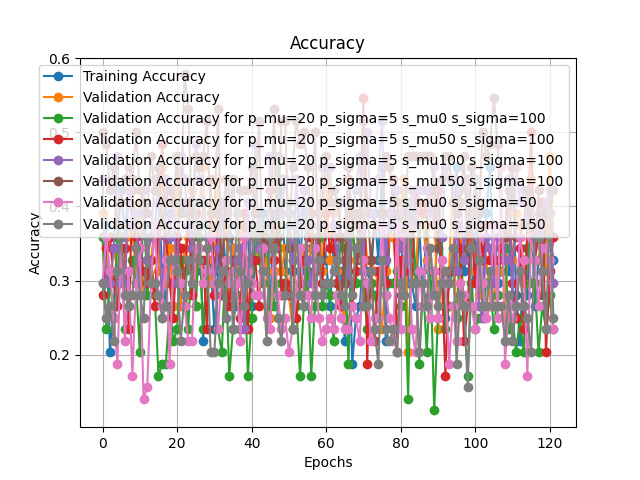 Accuracy
0.6
0.5
0.4
0.3
0.2
Accuracy
Training Accuracy
Validation Accuracy
Validation Accuracy for p_mu=20 p_sigma=5 s_mu0 s_sigma=100
Validation Accuracy for p_mu=20 p_sigma=5 s_mu50 s_sigma=100
Validation Accuracy for p_mu=20 p_sigma=5 s_mu100 s_sigma=100
Validation Accuracy for p_mu=20 p_sigma=5 s_mu150 s_sigma=100
Validation Accuracy for p_mu=20 p_sigma=5 s_mu0 s_sigma=50
Validation Accuracy for p_mu=20 p_sigma=5 s_mu0 s_sigma=150
0 20 40 60 80 100 120
Epochs